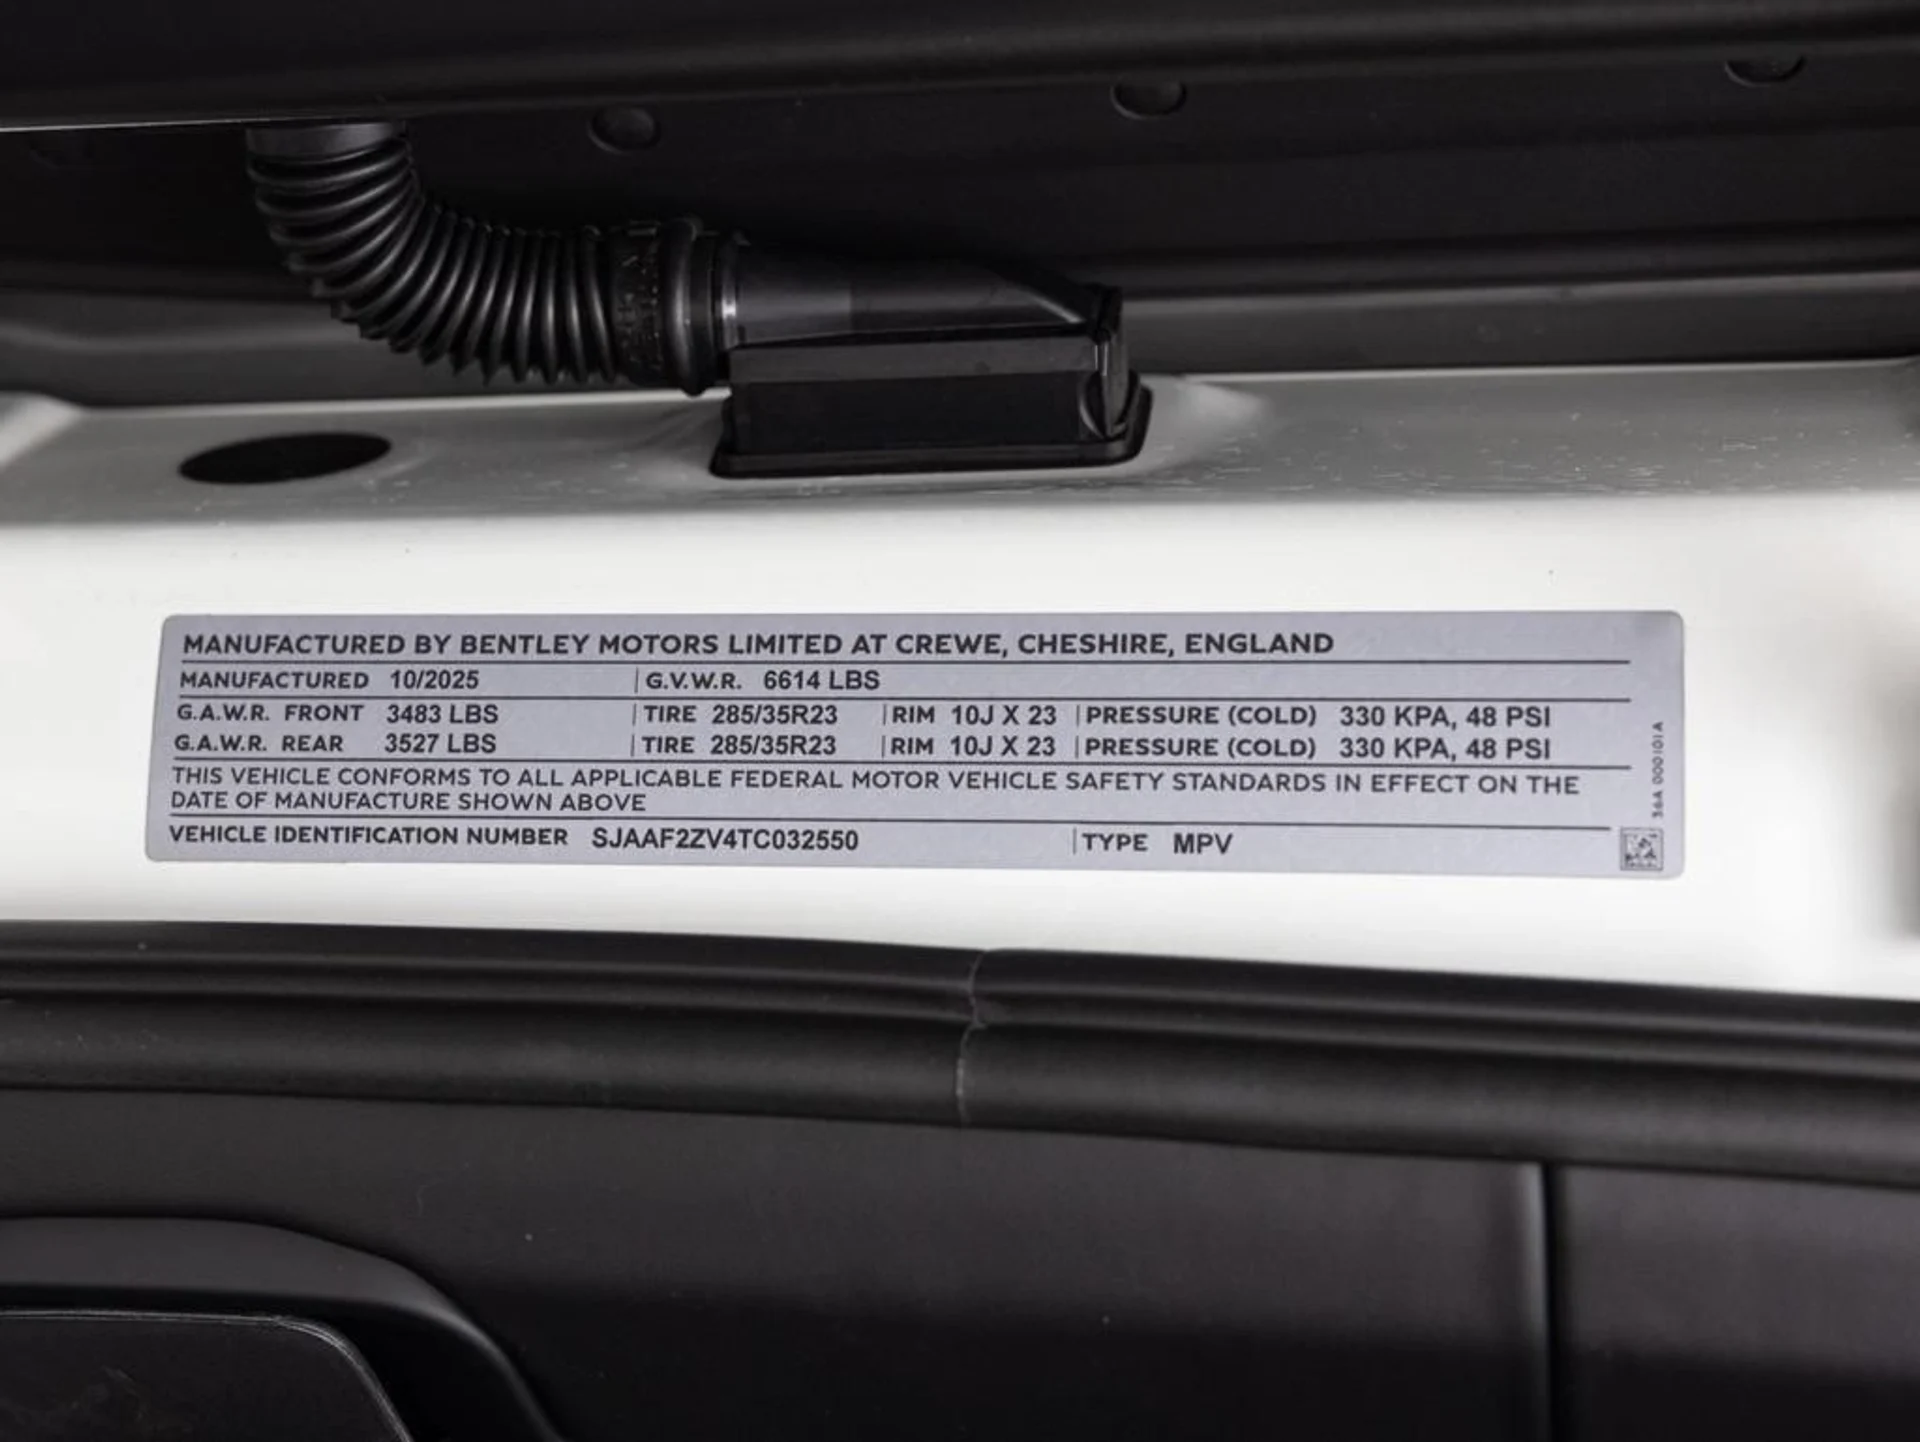 MANUFACTURED BY BENTLEY MOTORS LIMITED AT CREWE, CHESHIRE, ENGLAND
MANUFACTURED 10/2025 G.V.W.R. 6614 LBS
G.A.W.R. FRONT 3483 LBS TIRE 285/35R23 RIM 10J X 23 PRESSURE (COLD) 330 KPA, 48 PSI
G.A.W.R. REAR 3527 LBS TIRE 285/35R23 RIM 10J X 23 PRESSURE (COLD) 330 KPA, 48 PSI
THIS VEHICLE CONFORMS TO ALL APPLICABLE FEDERAL MOTOR VEHICLE SAFETY STANDARDS IN EFFECT ON THE
DATE OF MANUFACTURE SHOWN ABOVE
VEHICLE IDENTIFICATION NUMBER SJAAF2ZV4TC032550 TYPE MPV
36A 000101A